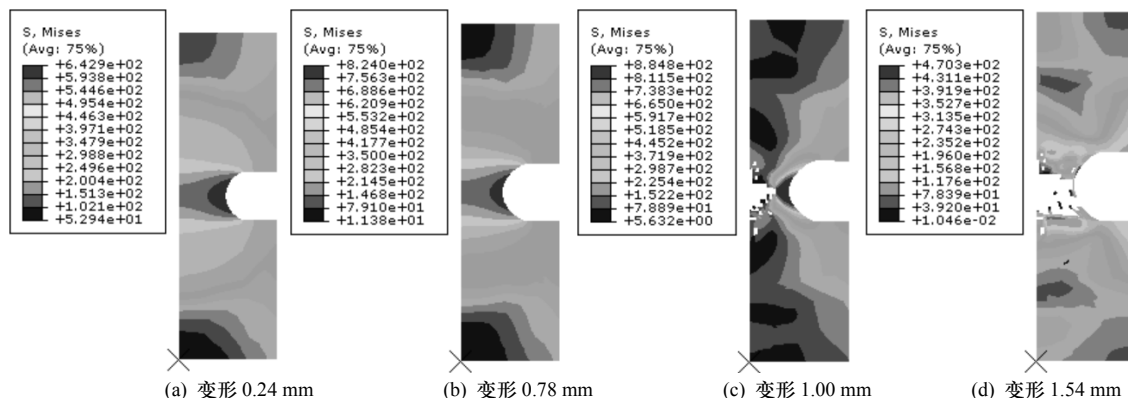 S, Mises
(Avg: 75%)
+6.429e+02
+5.938e+02
+5.446e+02
+4.954e+02
+4.463e+02
+3.971e+02
+3.479e+02
+2.988e+02
+2.496e+02
+2.004e+02
+1.513e+02
+1.021e+02
+5.294e+01
S, Mises
(Avg: 75%)
+8.240e+02
+7.563e+02
+6.886e+02
+6.209e+02
+5.532e+02
+4.854e+02
+4.177e+02
+3.500e+02
+2.823e+02
+2.145e+02
+1.468e+02
+7.910e+01
+1.138e+01
S, Mises
(Avg: 75%)
+8.848e+02
+8.115e+02
+7.383e+02
+6.650e+02
+5.917e+02
+5.185e+02
+4.452e+02
+3.719e+02
+2.987e+02
+2.254e+02
+1.522e+02
+7.889e+01
+5.632e+00
S, Mises
(Avg: 75%)
+4.703e+02
+4.311e+02
+3.919e+02
+3.527e+02
+3.135e+02
+2.743e+02
+2.352e+02
+1.960e+02
+1.568e+02
+1.176e+02
+7.839e+01
+3.920e+01
+1.046e-02
(a) 变形 0.24 mm
(b) 变形 0.78 mm
(c) 变形 1.00 mm
(d) 变形 1.54 mm